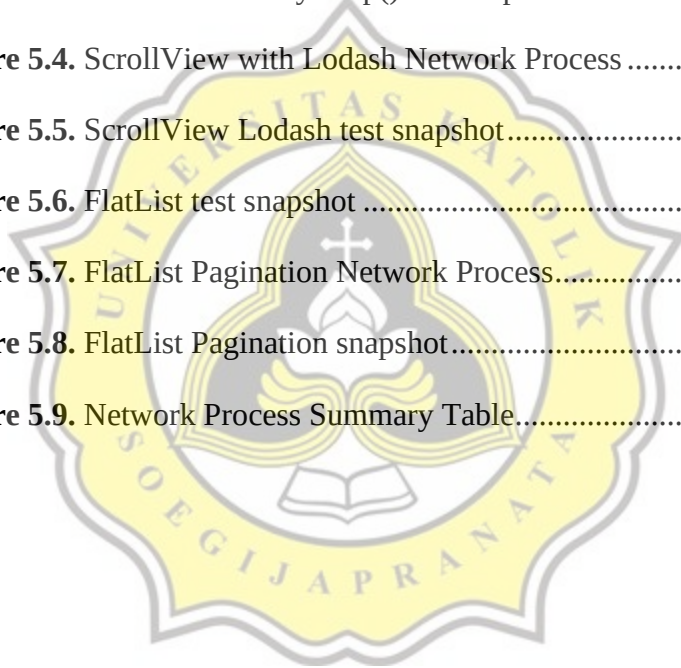 re 5.4. ScrollView with Lodash Network Process .......
re 5.5. ScrollView Lodash test snapshot......................
re 5.6. FlatList test snapshot ........................................
re 5.7. FlatList Pagination Network Process................
re 5.8. FlatList Pagination snapshot.............................
re 5.9. Network Process Summary Table.....................
UNIVERSITAS KATOLIK
SOEGIJAPRANATA